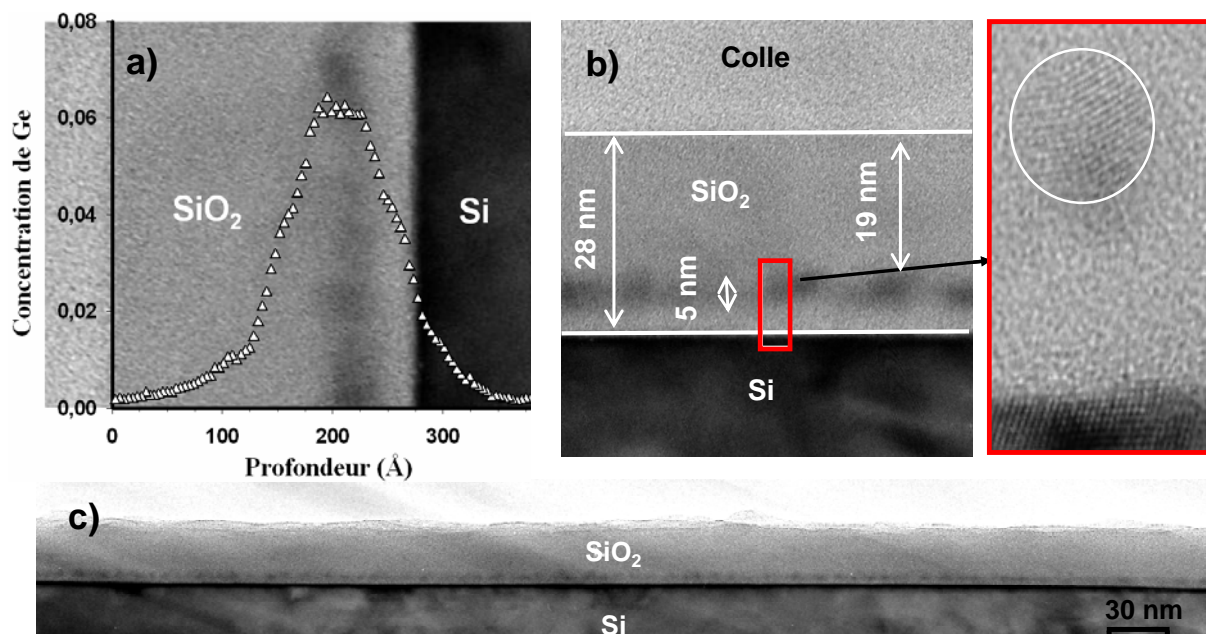 a)
0,08
0,06
0,04
0,02
0,00
Concentration de Ge
SiO₂
Si
0
100
200
300
Profondeur (Å)
b)
Colle
28 nm
SiO₂
19 nm
5 nm
Si
c)
SiO₂
Si
30 nm